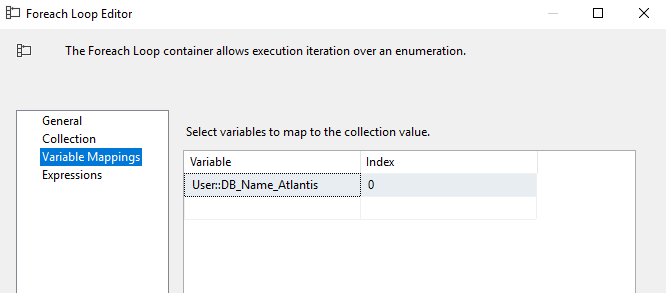 Foreach Loop Editor
The Foreach Loop container allows execution iteration over an enumeration.
General
Collection
Variable Mappings
Expressions
Select variables to map to the collection value.
Variable Index
User::DB_Name_Atlantis 0